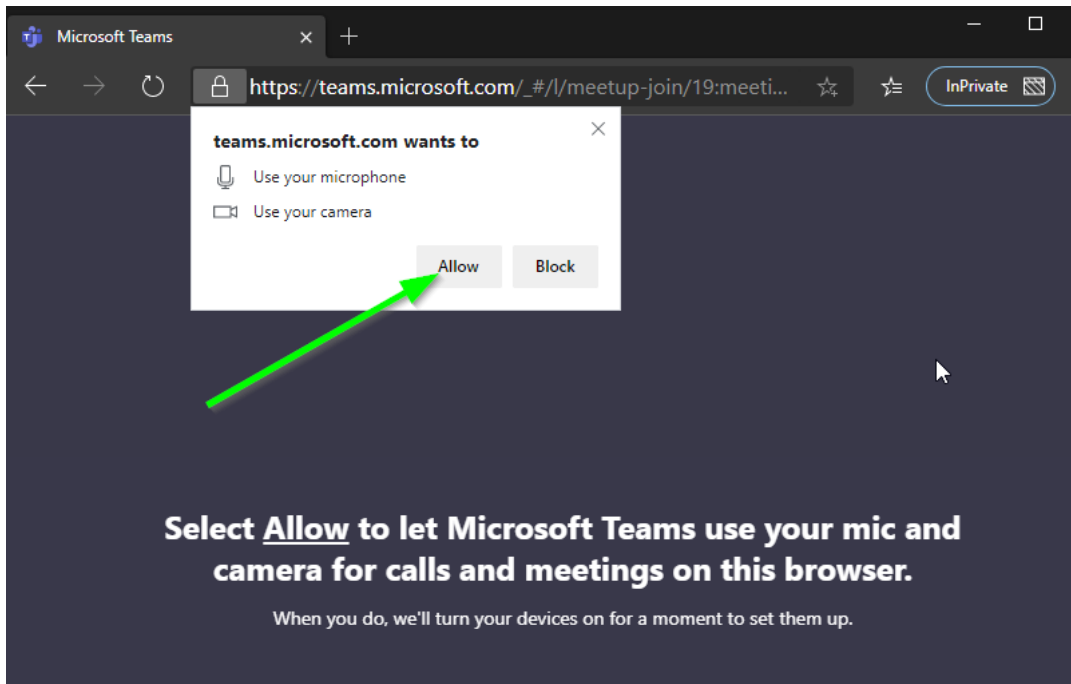 Microsoft Teams
https://teams.microsoft.com/_#/l/meetup-join/19:meeti...
InPrivate
teams.microsoft.com wants to
Use your microphone
Use your camera
Allow Block
Select Allow to let Microsoft Teams use your mic and
camera for calls and meetings on this browser.
When you do, we'll turn your devices on for a moment to set them up.